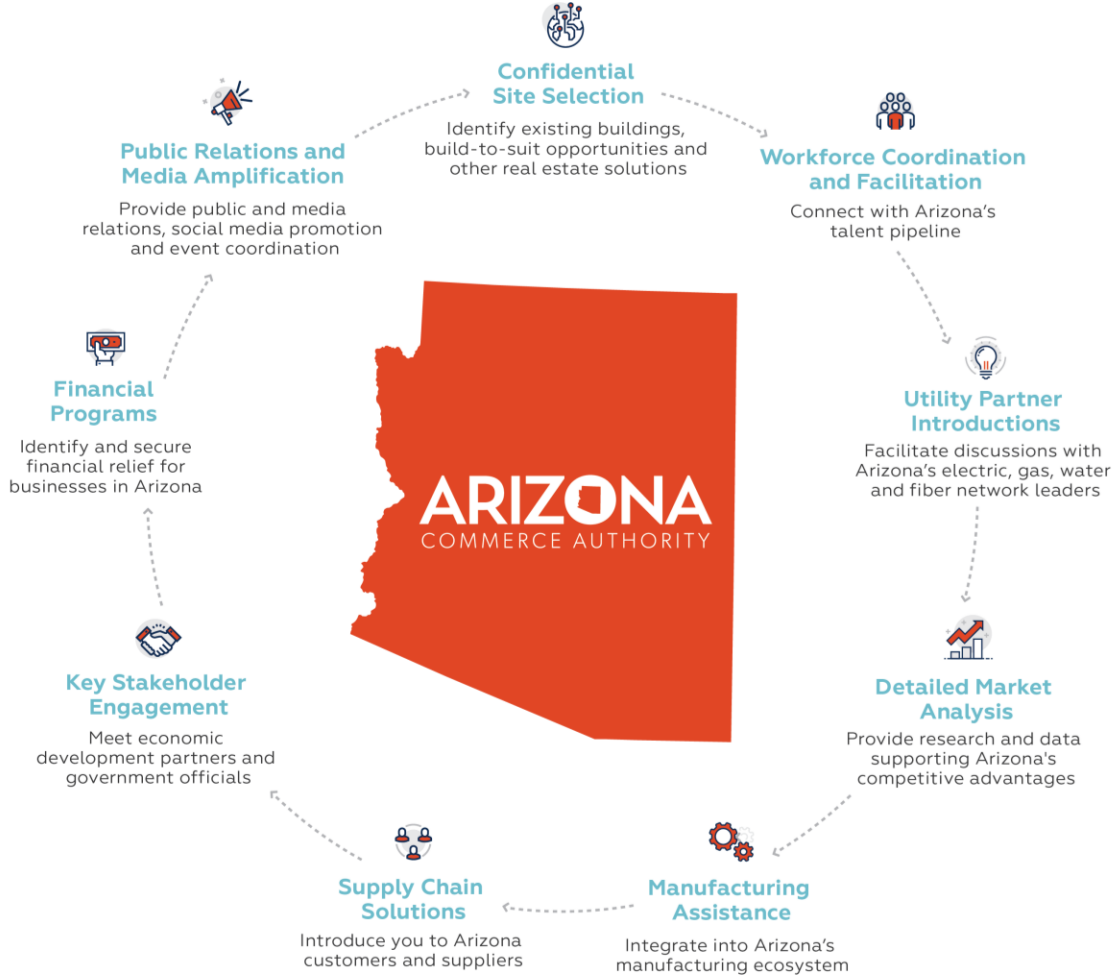 Confidential
Site Selection
Identify existing buildings,
build-to-suit opportunities and
other real estate solutions
Workforce Coordination
and Facilitation
Connect with Arizona’s
talent pipeline
Utility Partner
Introductions
Facilitate discussions with
Arizona’s electric, gas, water
and fiber network leaders
Detailed Market
Analysis
Provide research and data
supporting Arizona's
competitive advantages
Manufacturing
Assistance
Integrate into Arizona’s
manufacturing ecosystem
Supply Chain
Solutions
Introduce you to Arizona
customers and suppliers
Key Stakeholder
Engagement
Meet economic
development partners and
government officials
Financial
Programs
Identify and secure
financial relief for
businesses in Arizona
Public Relations and
Media Amplification
Provide public and media
relations, social media promotion
and event coordination
ARIZONA
COMMERCE AUTHORITY